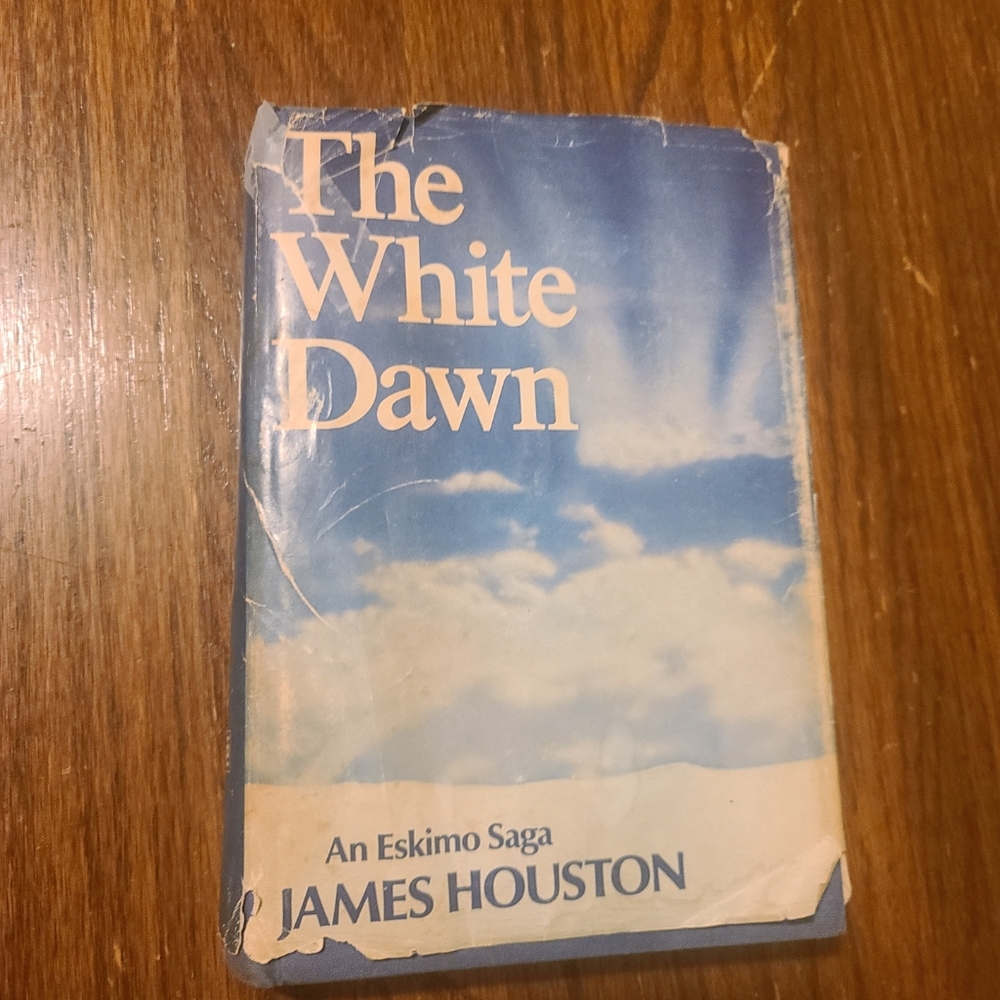 The
White
Dawn
An Eskimo Saga
JAMES HOUSTON